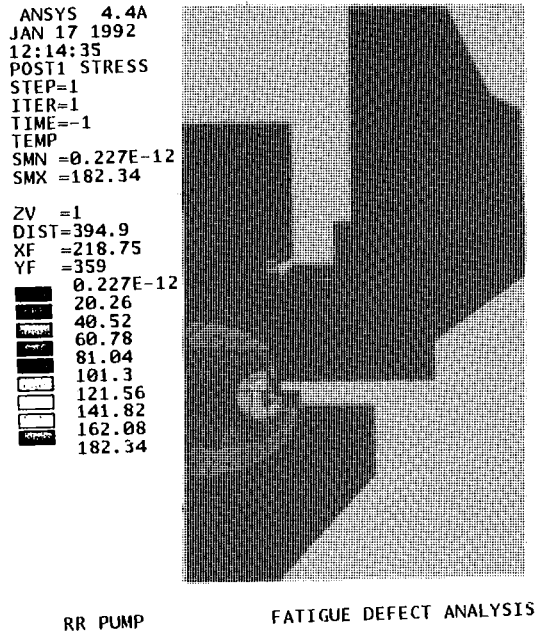 ANSYS 4.4A
JAN 17 1992
12:14:35
POST1 STRESS
STEP=1
ITER=1
TIME=-1
TEMP
SMN =0.227E-12
SMX =182.34
ZV =1
DIST=394.9
XF =218.75
YF =359
0.227E-12
20.26
40.52
60.78
81.04
101.3
121.56
141.82
162.08
182.34
RR PUMP
FATIGUE DEFECT ANALYSIS